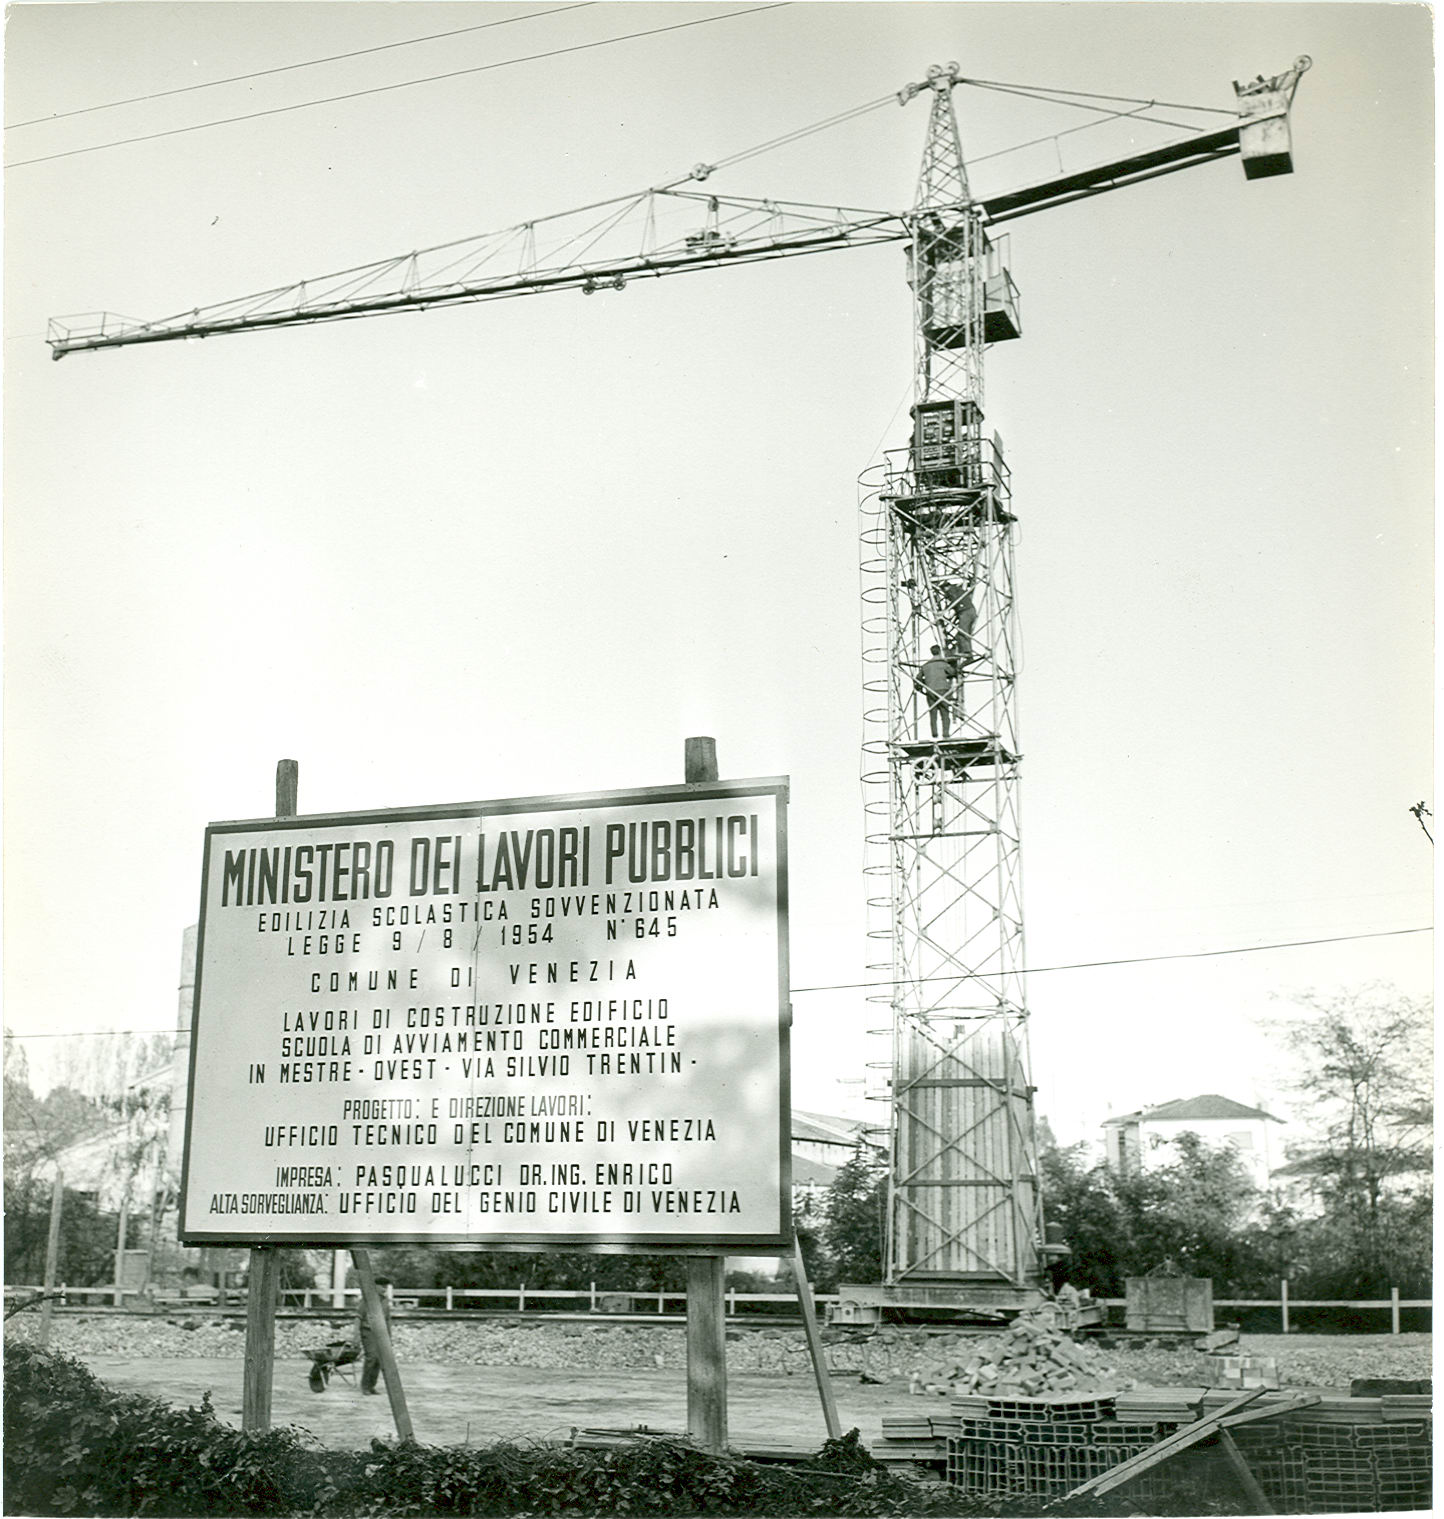 MINISTERO DEI LAVORI PUBBLICI
EDILIZIA SCOLASTICA SOVVENZIONATA
LEGGE 9/8/1954 N° 645
COMUNE DI VENEZIA
LAVORI DI COSTRUZIONE EDIFICIO
SCUOLA DI AVVIAMENTO COMMERCIALE
IN MESTRE - OVEST - VIA SILVIO TRENTIN -
PROGETTO: E DIREZIONE LAVORI:
UFFICIO TECNICO DEL COMUNE DI VENEZIA
IMPRESA: PASQUALUCCI DR. ING. ENRICO
ALTA SORVEGLIANZA: UFFICIO DEL GENIO CIVILE DI VENEZIA